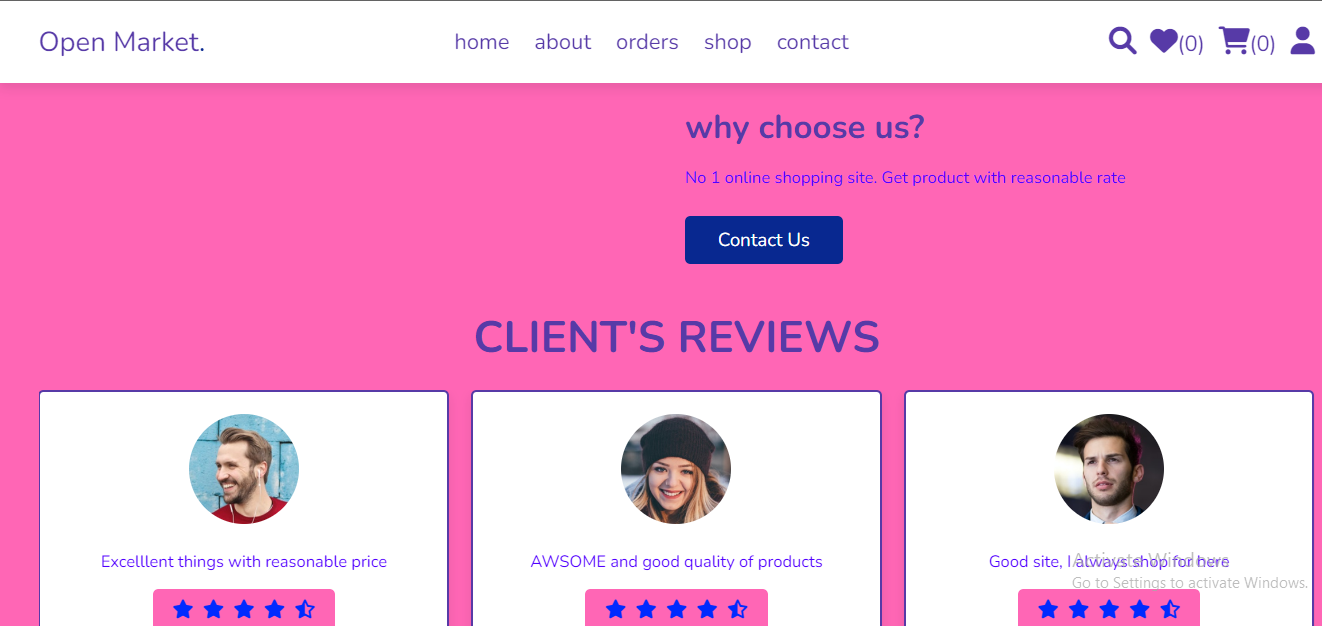 Open Market.
home about orders shop contact
(0) (0)
why choose us?
No 1 online shopping site. Get product with reasonable rate
Contact Us
CLIENT'S REVIEWS
Excelllent things with reasonable price
AWSOME and good quality of products
Good site, I always shop for here
Activate Windows
Go to Settings to activate Windows.